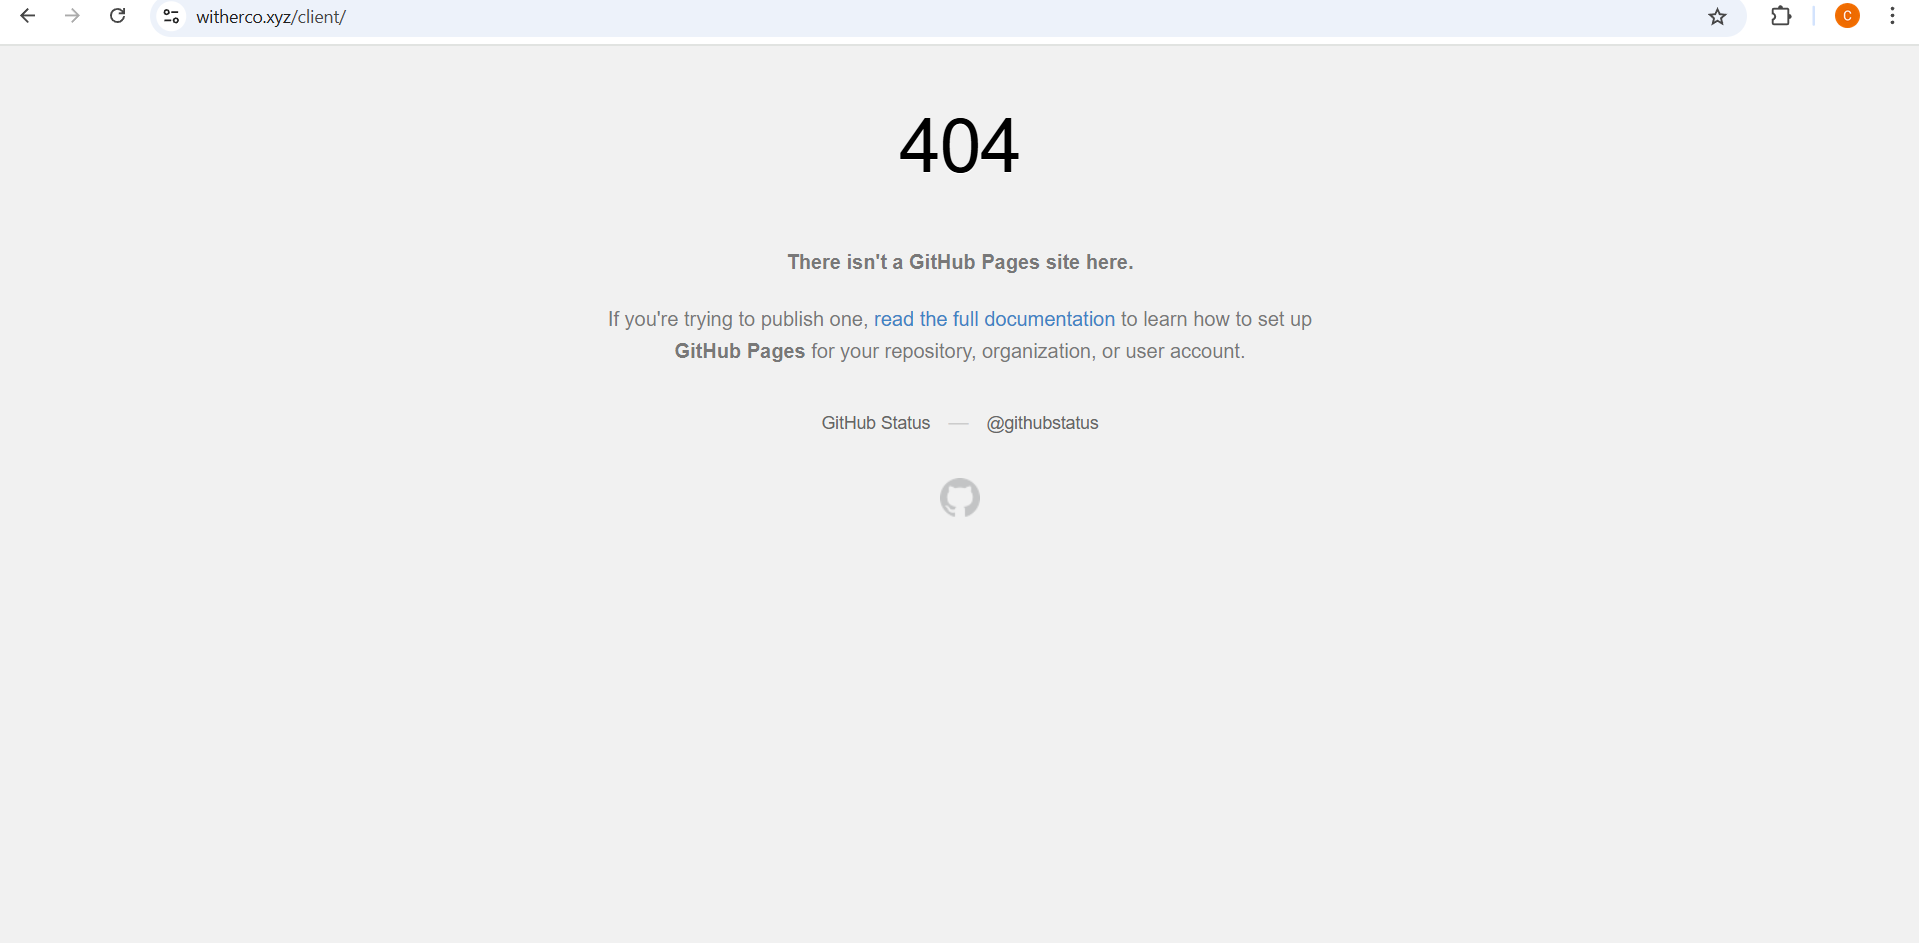 witherco.xyz/client/
C
404
There isn't a GitHub Pages site here.
If you're trying to publish one, read the full documentation to learn how to set up
GitHub Pages for your repository, organization, or user account.
GitHub Status — @githubstatus